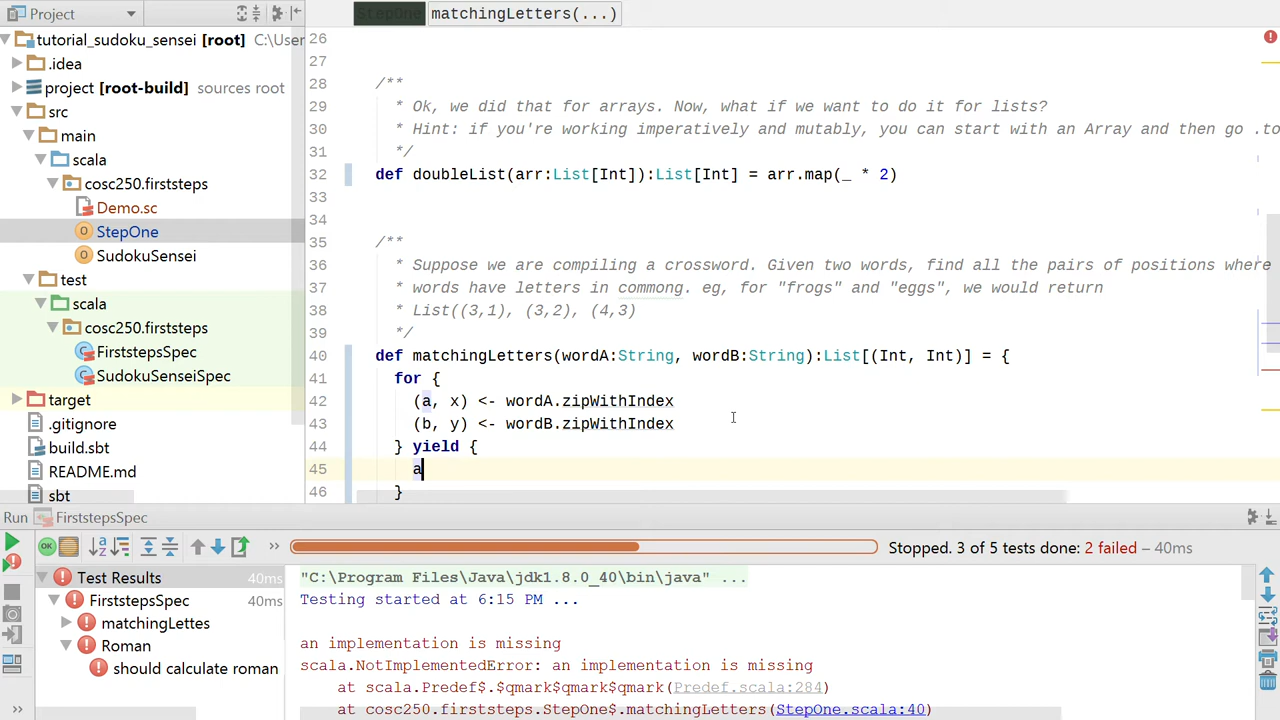 Project
StepOne matchingLetters(...)
tutorial_sudoku_sensei [root] C:\User
.idea
project [root-build] sources root
src
main
scala
cosc250.firststeps
Demo.sc
StepOne
SudokuSensei
test
scala
cosc250.firststeps
FirststepsSpec
SudokuSenseiSpec
target
.gitignore
build.sbt
README.md
sbt
26
27
28 /**
29 * Ok, we did that for arrays. Now, what if we want to do it for lists?
30 * Hint: if you're working imperatively and mutably, you can start with an Array and then go .to
31 */
32 def doubleList(arr:List[Int]):List[Int] = arr.map(_ * 2)
33
34
35 /**
36 * Suppose we are compiling a crossword. Given two words, find all the pairs of positions where
37 * words have letters in commong. eg, for "frogs" and "eggs", we would return
38 * List((3,1), (3,2), (4,3)
39 */
40 def matchingLetters(wordA:String, wordB:String):List[(Int, Int)] = {
41 for {
42 (a, x) <- wordA.zipWithIndex
43 (b, y) <- wordB.zipWithIndex
44 } yield {
45 a
46 }
Run FirststepsSpec
OK
Stopped. 3 of 5 tests done: 2 failed – 40ms
Test Results 40ms
FirststepsSpec 40ms
matchingLettes
Roman
should calculate roman
"C:\Program Files\Java\jdk1.8.0_40\bin\java" ...
Testing started at 6:15 PM ...
an implementation is missing
scala.NotImplementedError: an implementation is missing
at scala.Predef$.$qmark$qmark$qmark(Predef.scala:284)
at cosc250.firststeps.StepOne$.matchingLetters(StepOne.scala:40)